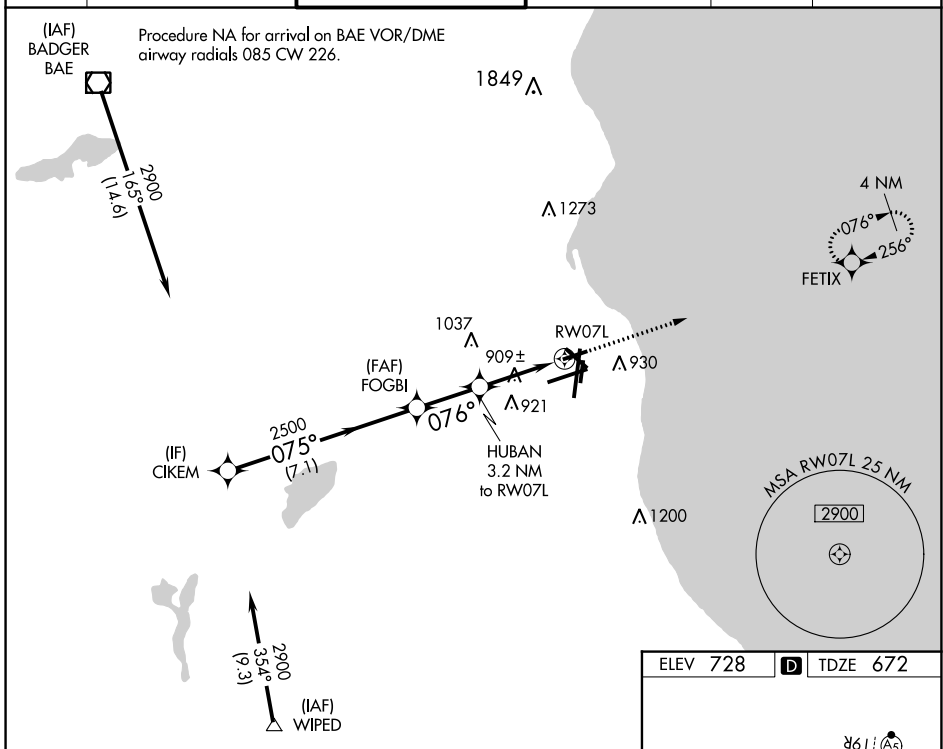 (IAF)
BADGER
BAE
Procedure NA for arrival on BAE VOR/DME
airway radials 085 CW 226.
1849
2900
165°
(14.6)
4 NM
1273
076°
256°
FETIX
1037
RW07L
909±
930
(FAF)
FOGBI
921
076°
2500
075°
(7.1)
(IF)
CIKEM
HUBAN
3.2 NM
to RW07L
MSA RW07L 25 NM
2900
1200
2900
354°
(9.3)
(IAF)
WIPED
ELEV 728
D
TDZE 672
R61
A5